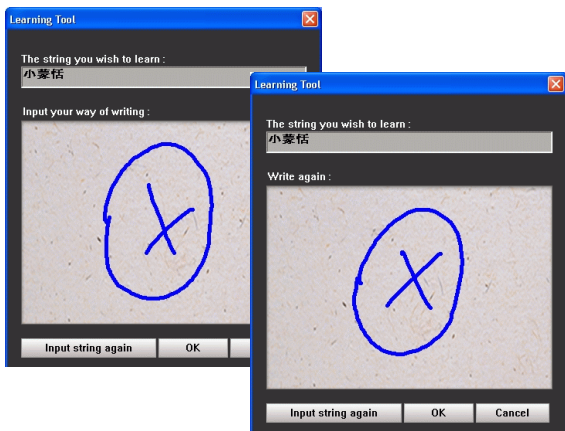 Learning Tool
The string you wish to learn :
小蒙恬
Input your way of writing :
Input string again
OK
Learning Tool
The string you wish to learn :
小蒙恬
Write again :
Input string again
OK
Cancel